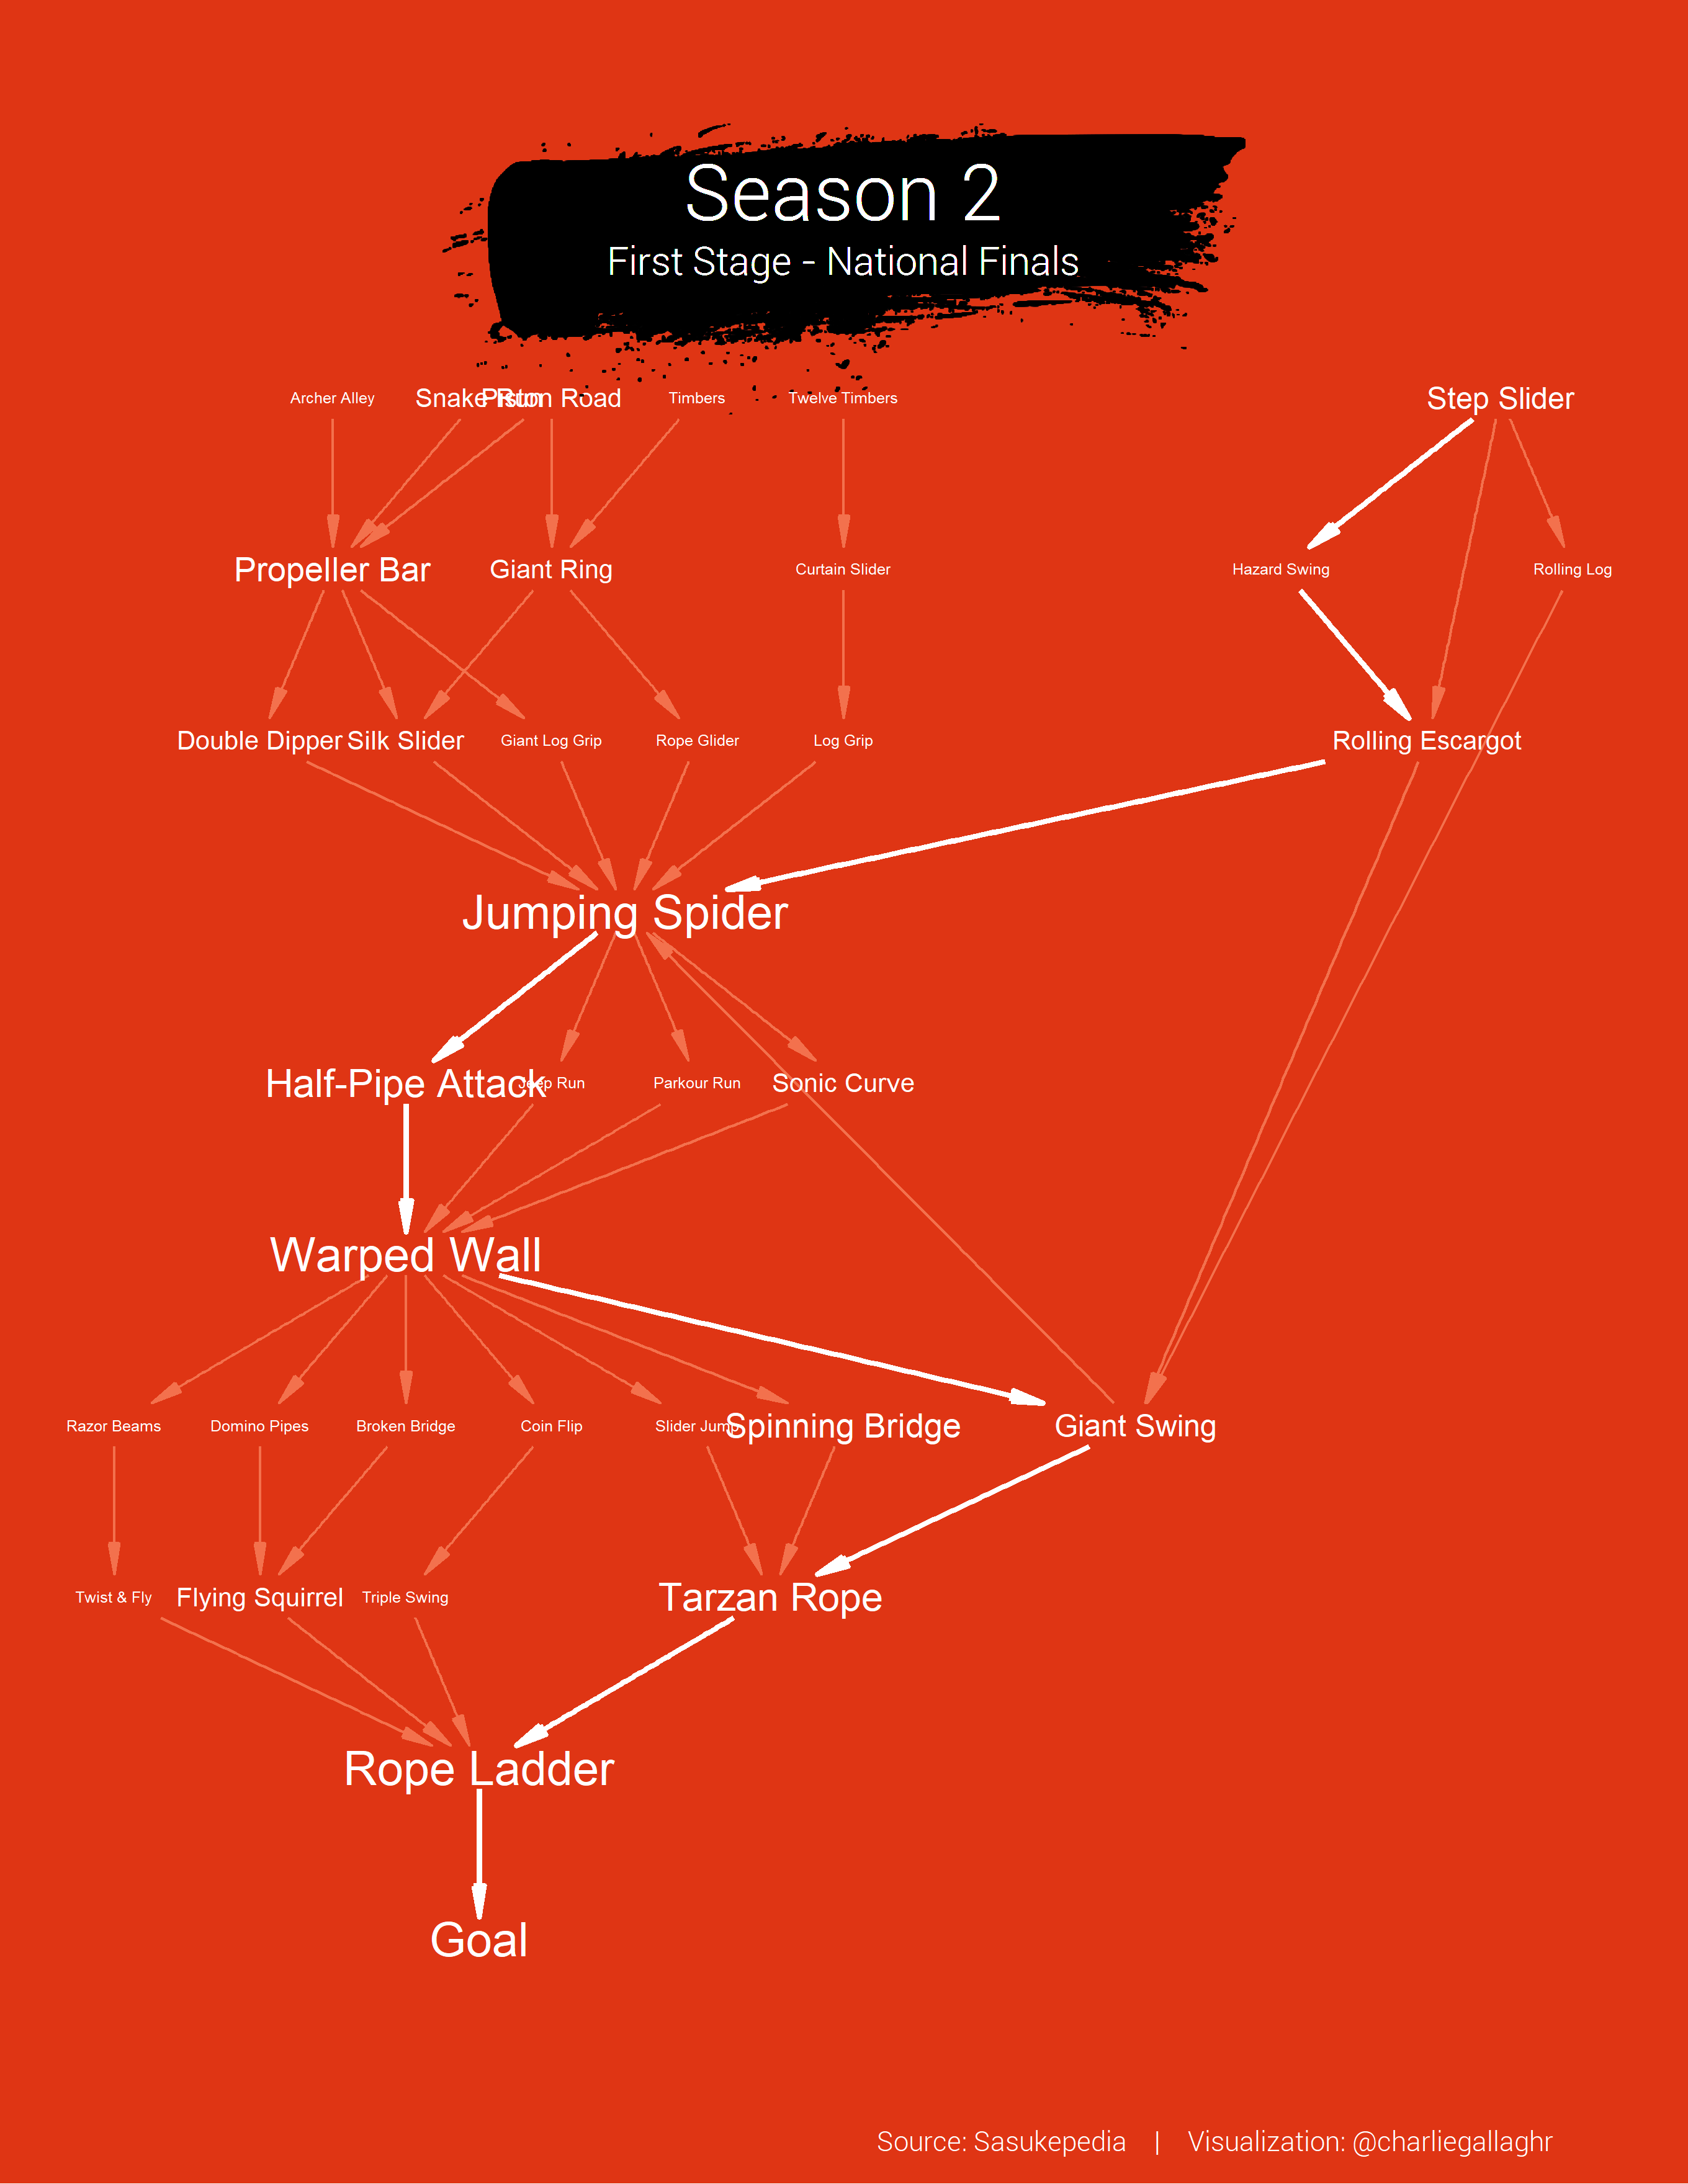 Season 2
First Stage - National Finals
Archer Alley
Snake Run
Piston Road
Timbers
Twelve Timbers
Step Slider
Propeller Bar
Giant Ring
Curtain Slider
Hazard Swing
Rolling Log
Double Dipper
Silk Slider
Giant Log Grip
Rope Glider
Log Grip
Rolling Escargot
Jumping Spider
Half-Pipe Attack
Jeep Run
Parkour Run
Sonic Curve
Warped Wall
Razor Beams
Domino Pipes
Broken Bridge
Coin Flip
Slider Jump
Spinning Bridge
Giant Swing
Twist & Fly
Flying Squirrel
Triple Swing
Tarzan Rope
Rope Ladder
Goal
Source: Sasukepedia | Visualization: @charliegallaghr